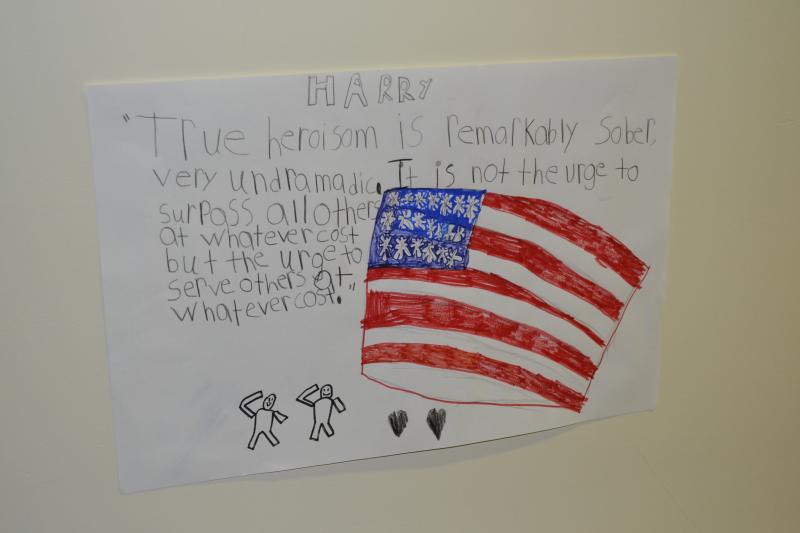 HARRY
"True heroisom is remarkably sober,
very undramadic. It is not the urge to
surpass all others
at whatever cost
but the urge to
serve others at
whatever cost."